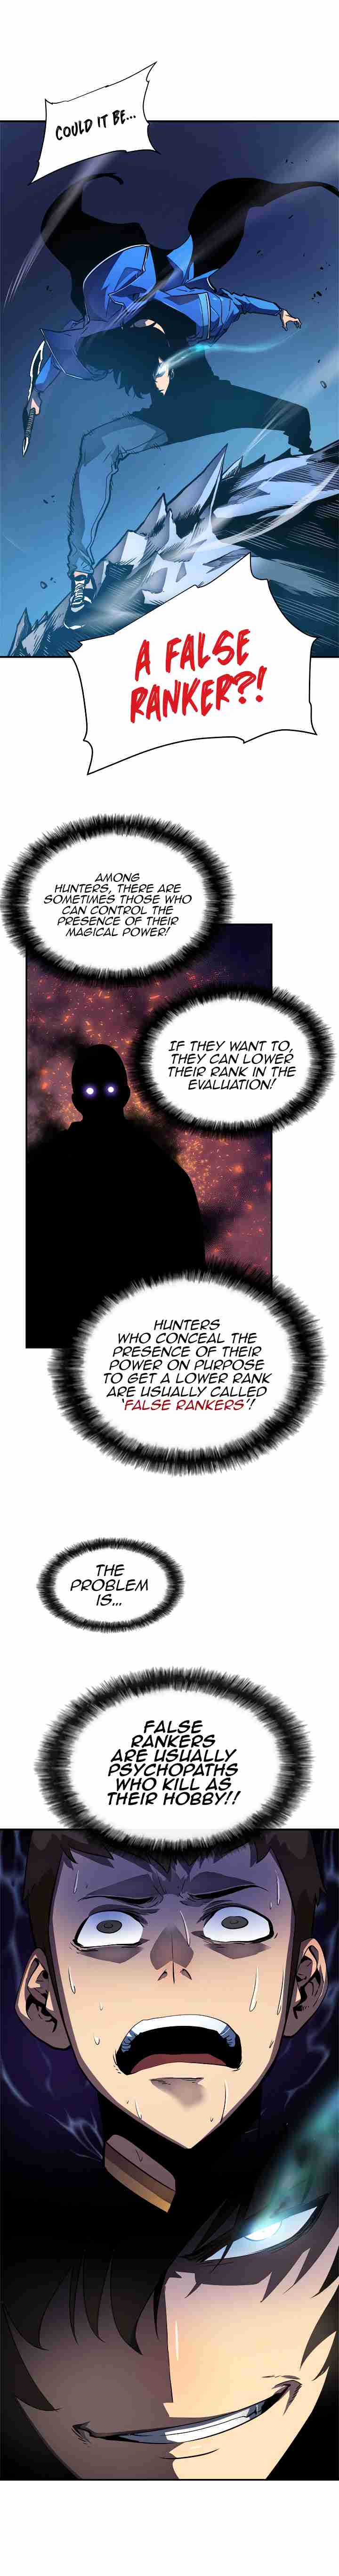 COULD IT BE...
A FALSE
RANKER?!
AMONG
HUNTERS, THERE ARE
SOMETIMES THOSE WHO
CAN CONTROL THE
PRESENCE OF THEIR
MAGICAL POWER!
IF THEY WANT TO,
THEY CAN LOWER
THEIR RANK IN THE
EVALUATION!
HUNTERS
WHO CONCEAL THE
PRESENCE OF THEIR
POWER ON PURPOSE
TO GET A LOWER RANK
ARE USUALLY CALLED
'FALSE RANKERS'!
THE
PROBLEM
IS...
FALSE
RANKERS
ARE USUALLY
PSYCHOPATHS
WHO KILL AS
THEIR HOBBY!!